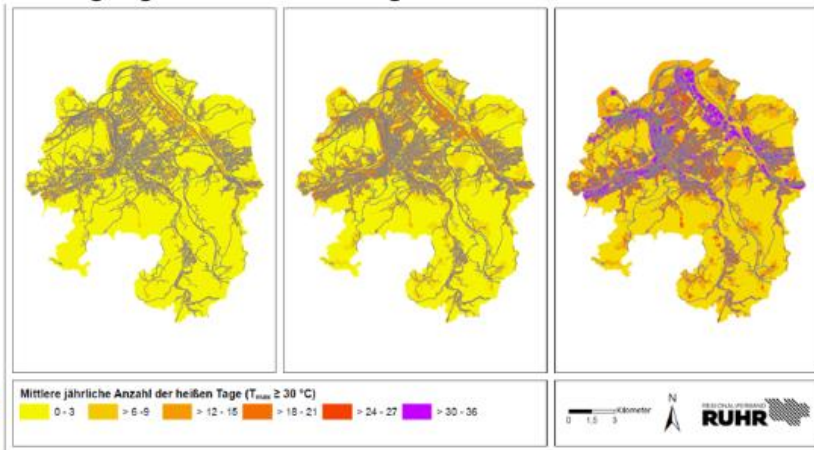 Mittlere jährliche Anzahl der heißen Tage (Tmax ≥ 30 °C)
0 - 3 > 6 -9 > 12 - 15 > 18 - 21 > 24 - 27 > 30 - 36
0 1,5 3 Kilometer
N
REGIONALVERBAND
RUHR